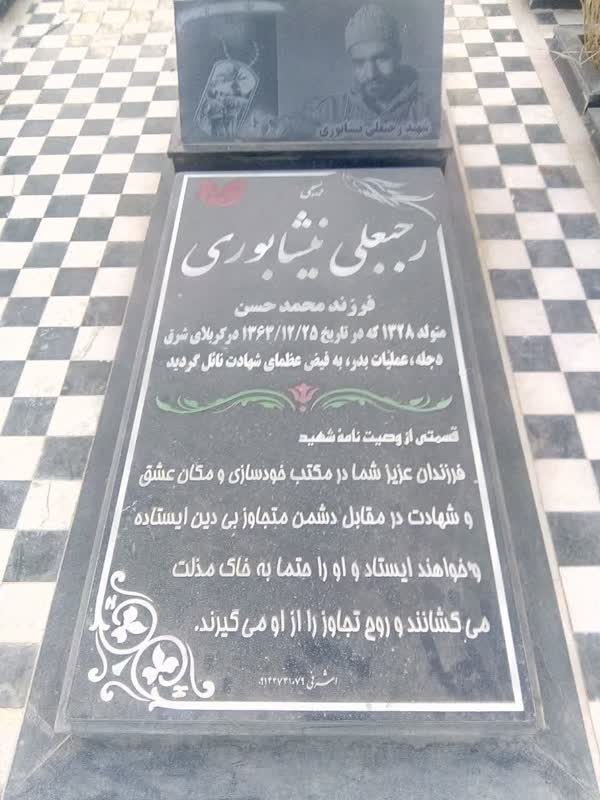 شهید رجبعلی نیشابوری
رجبعلی نیشابوری
فرزند محمد حسن
متولد ۱۳۲۸ که در تاریخ ۱۳۶۳/۱۲/۲۵ در کربلای شرق
دجله، عملیات بدر، به فیض عظمای شهادت نائل گردید
قسمتی از وصیت نامهٔ شهید
فرزندان عزیز شما در مکتب خودسازی و مکان عشق
و شهادت در مقابل دشمن متجاوز بی دین ایستاده
و خواهند ایستاد و او را حتما به خاک مذلت
می کشانند و روح تجاوز را از او می گیرند.
اشرفی ۰۹۱۲۲۷۳۱۰۷۹